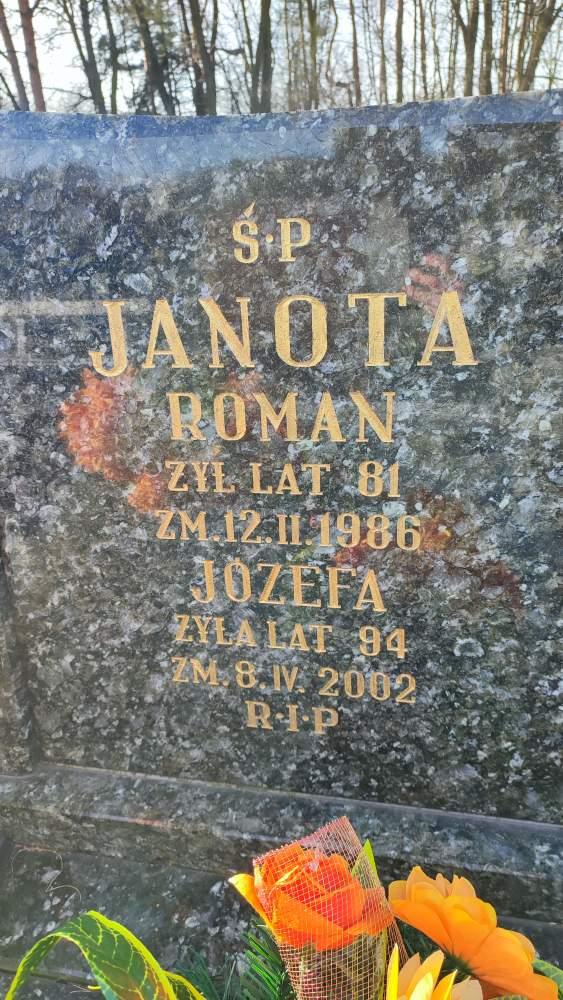 Ś·P
JANOTA
ROMAN
ŻYŁ LAT 81
ZM. 12.II.1986
JÓZEFA
ŻYŁA LAT 94
ZM. 8.IV.2002
R·I·P